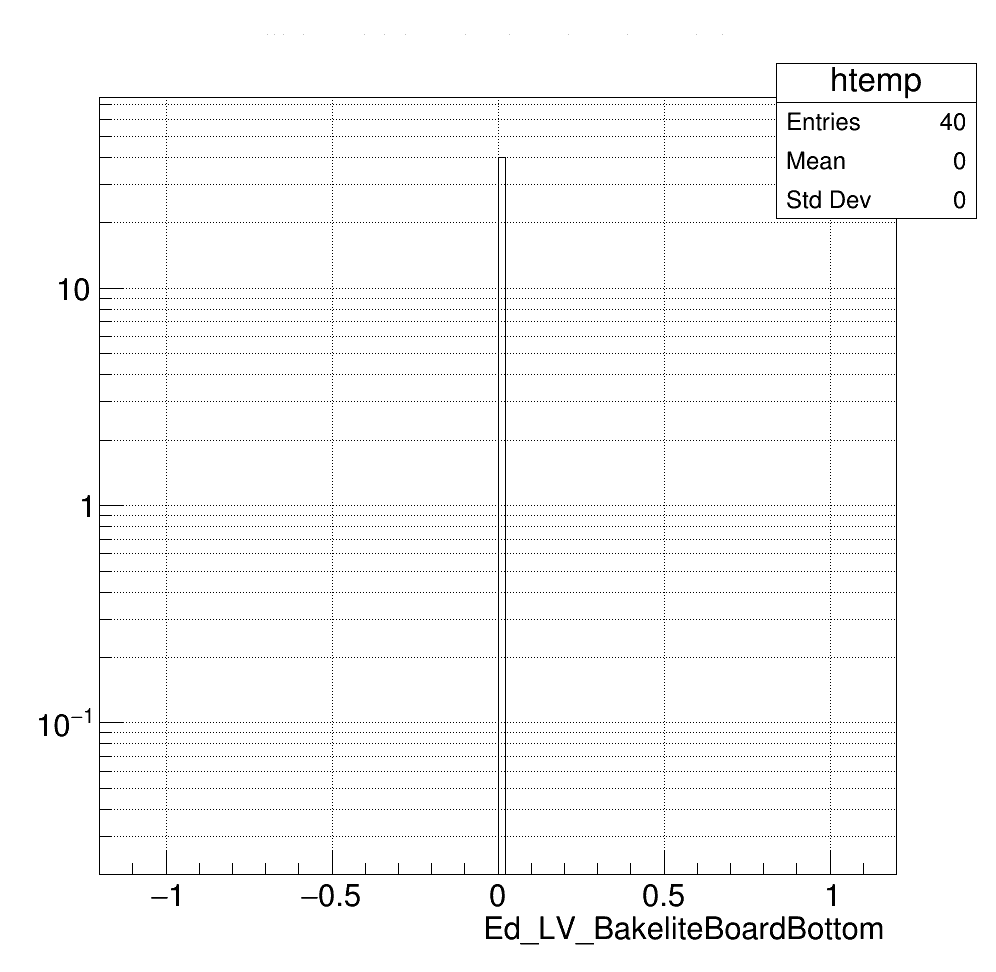 htemp
Entries 40
Mean 0
Std Dev 0
10
1
10⁻¹
−1 −0.5 0 0.5 1
Ed_LV_BakeliteBoardBottom